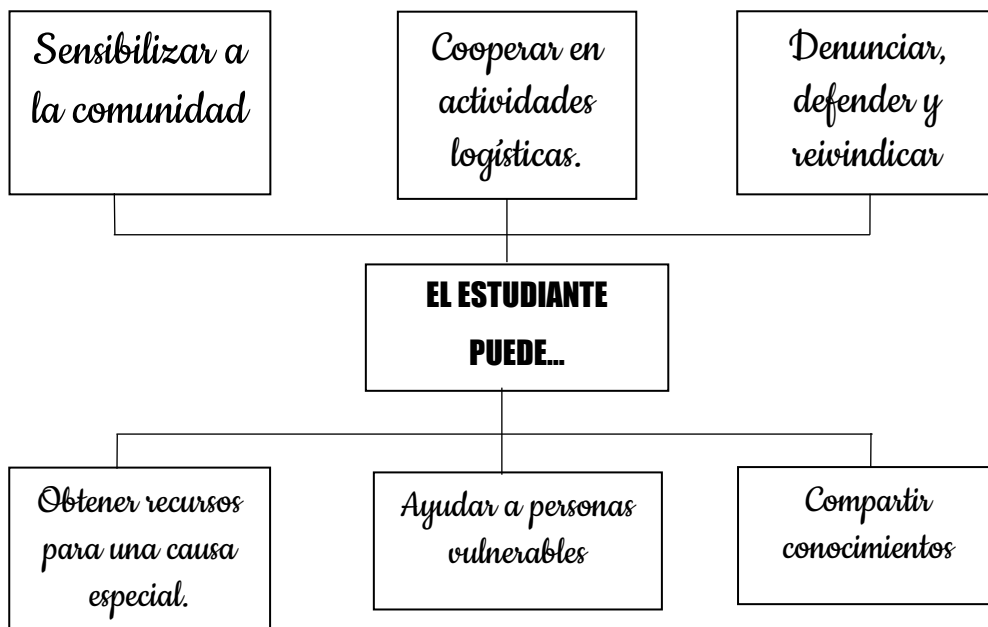 Sensibilizar a
la comunidad
Cooperar en
actividades
logísticas.
Denunciar,
defender y
reivindicar
EL ESTUDIANTE
PUEDE...
Obtener recursos
para una causa
especial.
Ayudar a personas
vulnerables
Compartir
conocimientos